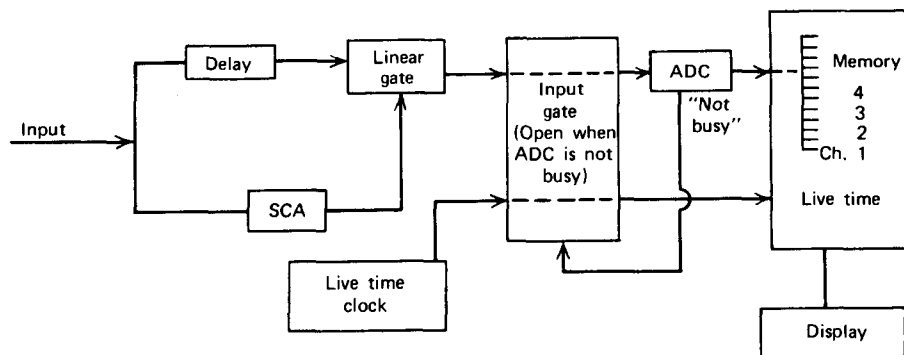 Input
Delay
Linear
gate
SCA
Live time
clock
Input
gate
(Open when
ADC is not
busy)
ADC
"Not
busy"
Memory
4
3
2
Ch. 1
Live time
Display